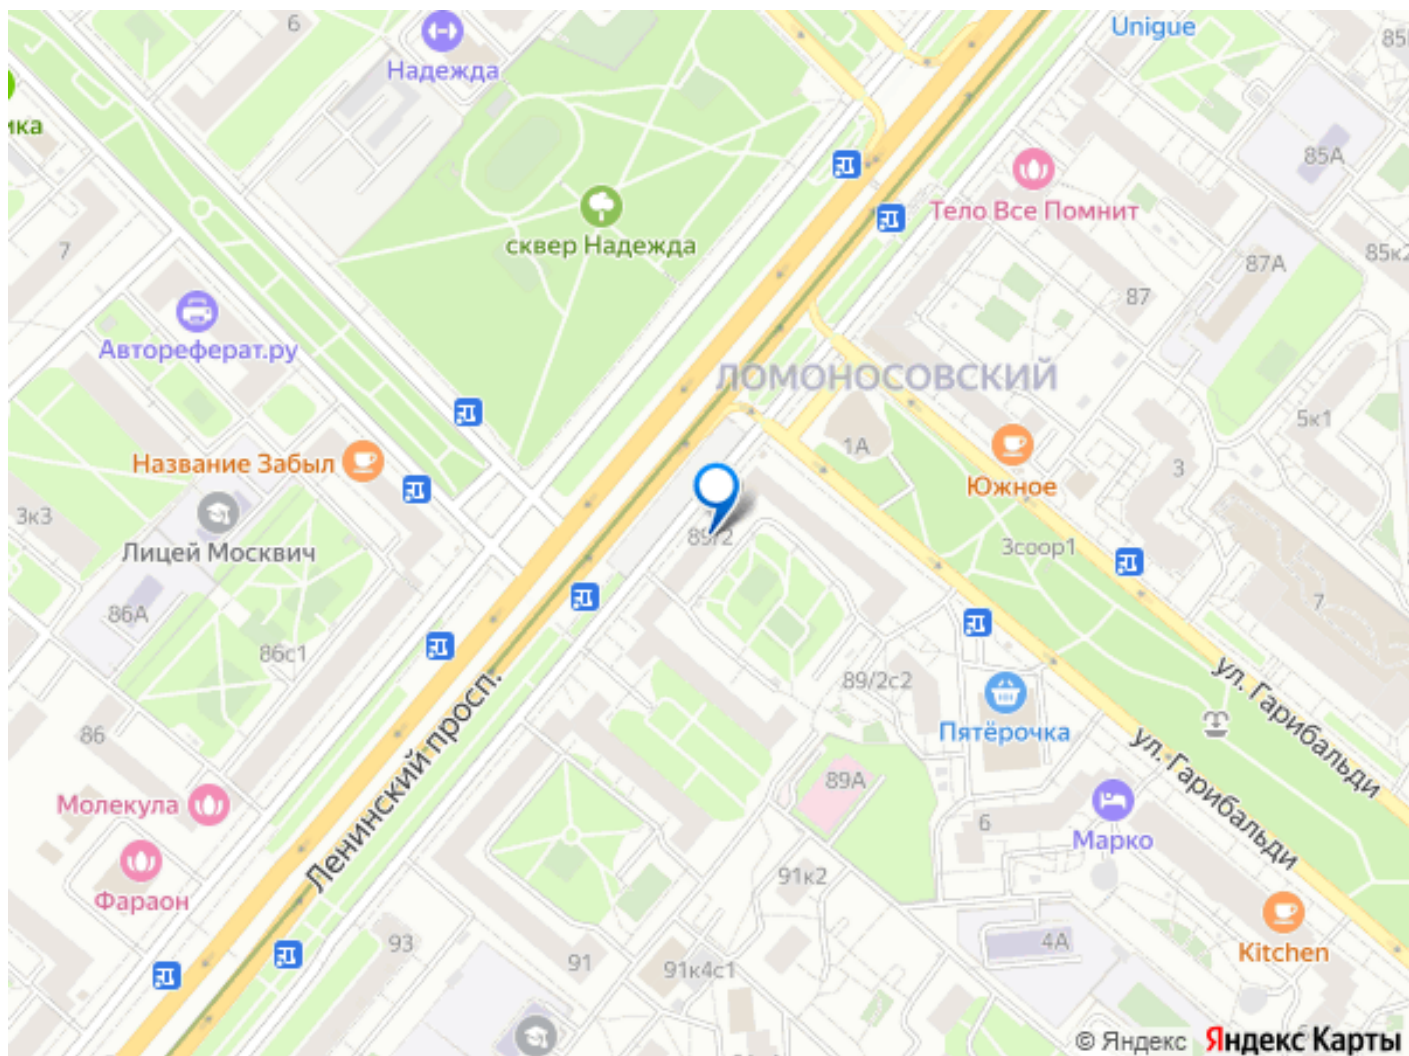 6
Unigue
85
Надежда
ика
85А
Тело Все Помнит
сквер Надежда
7
87А
85к2
87
Автореферат.ру
ЛОМОНОСОВСКИЙ
5к1
1А
Название Забыл
3
Южное
3к3
Лицей Москвич
89/2
3соор1
7
86А
86с1
ул. Гарибальди
89/2с2
Ленинский просп.
Пятёрочка
86
ул. Гарибальди
89А
Молекула
6
Марко
91к2
Фараон
93
4А
Kitchen
91
91к4с1
© Яндекс Яндекс Карты